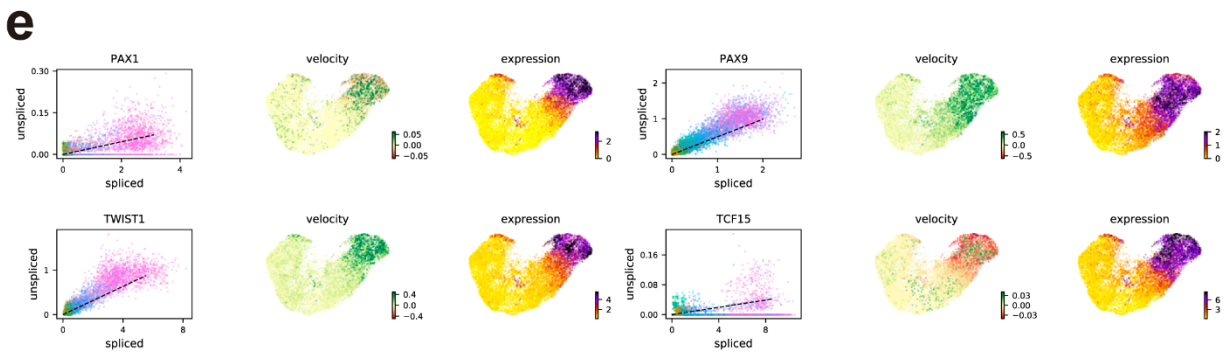 e
PAX1
velocity
expression
PAX9
velocity
expression
unspliced
0.30
0.15
0.00
0.05
0.00
−0.05
2
0
unspliced
2
1
0
0.5
0.0
−0.5
2
1
0
0 2 4
spliced
0 1 2
spliced
TWIST1
velocity
expression
TCF15
velocity
expression
unspliced
1
0
0.4
0.0
−0.4
4
2
unspliced
0.16
0.08
0.00
0.03
0.00
−0.03
6
3
0 4 8
spliced
0 4 8
spliced